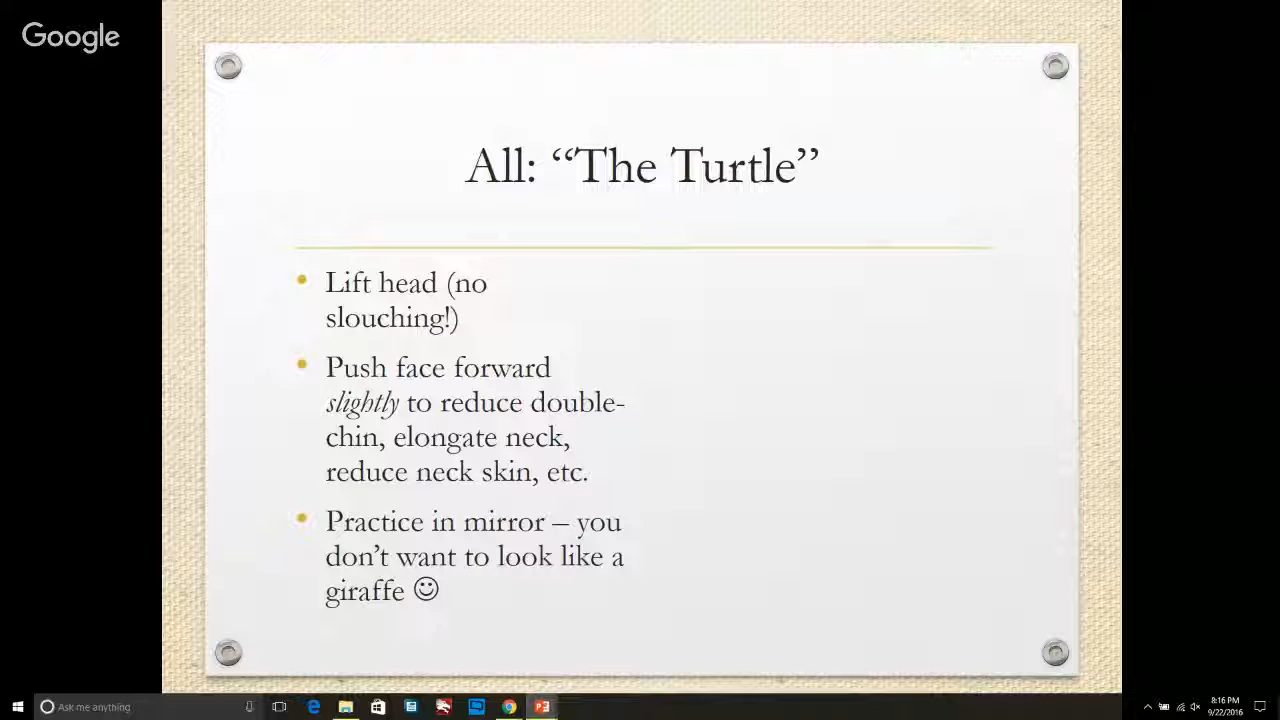 Google
All: “The Turtle”
• Lift head (no
slouching!)
• Push face forward
slightly to reduce double-
chin, elongate neck,
reduce neck skin, etc.
• Practice in mirror – you
don’t want to look like a
giraffe ☺
Ask me anything
8:16 PM
9/22/2016